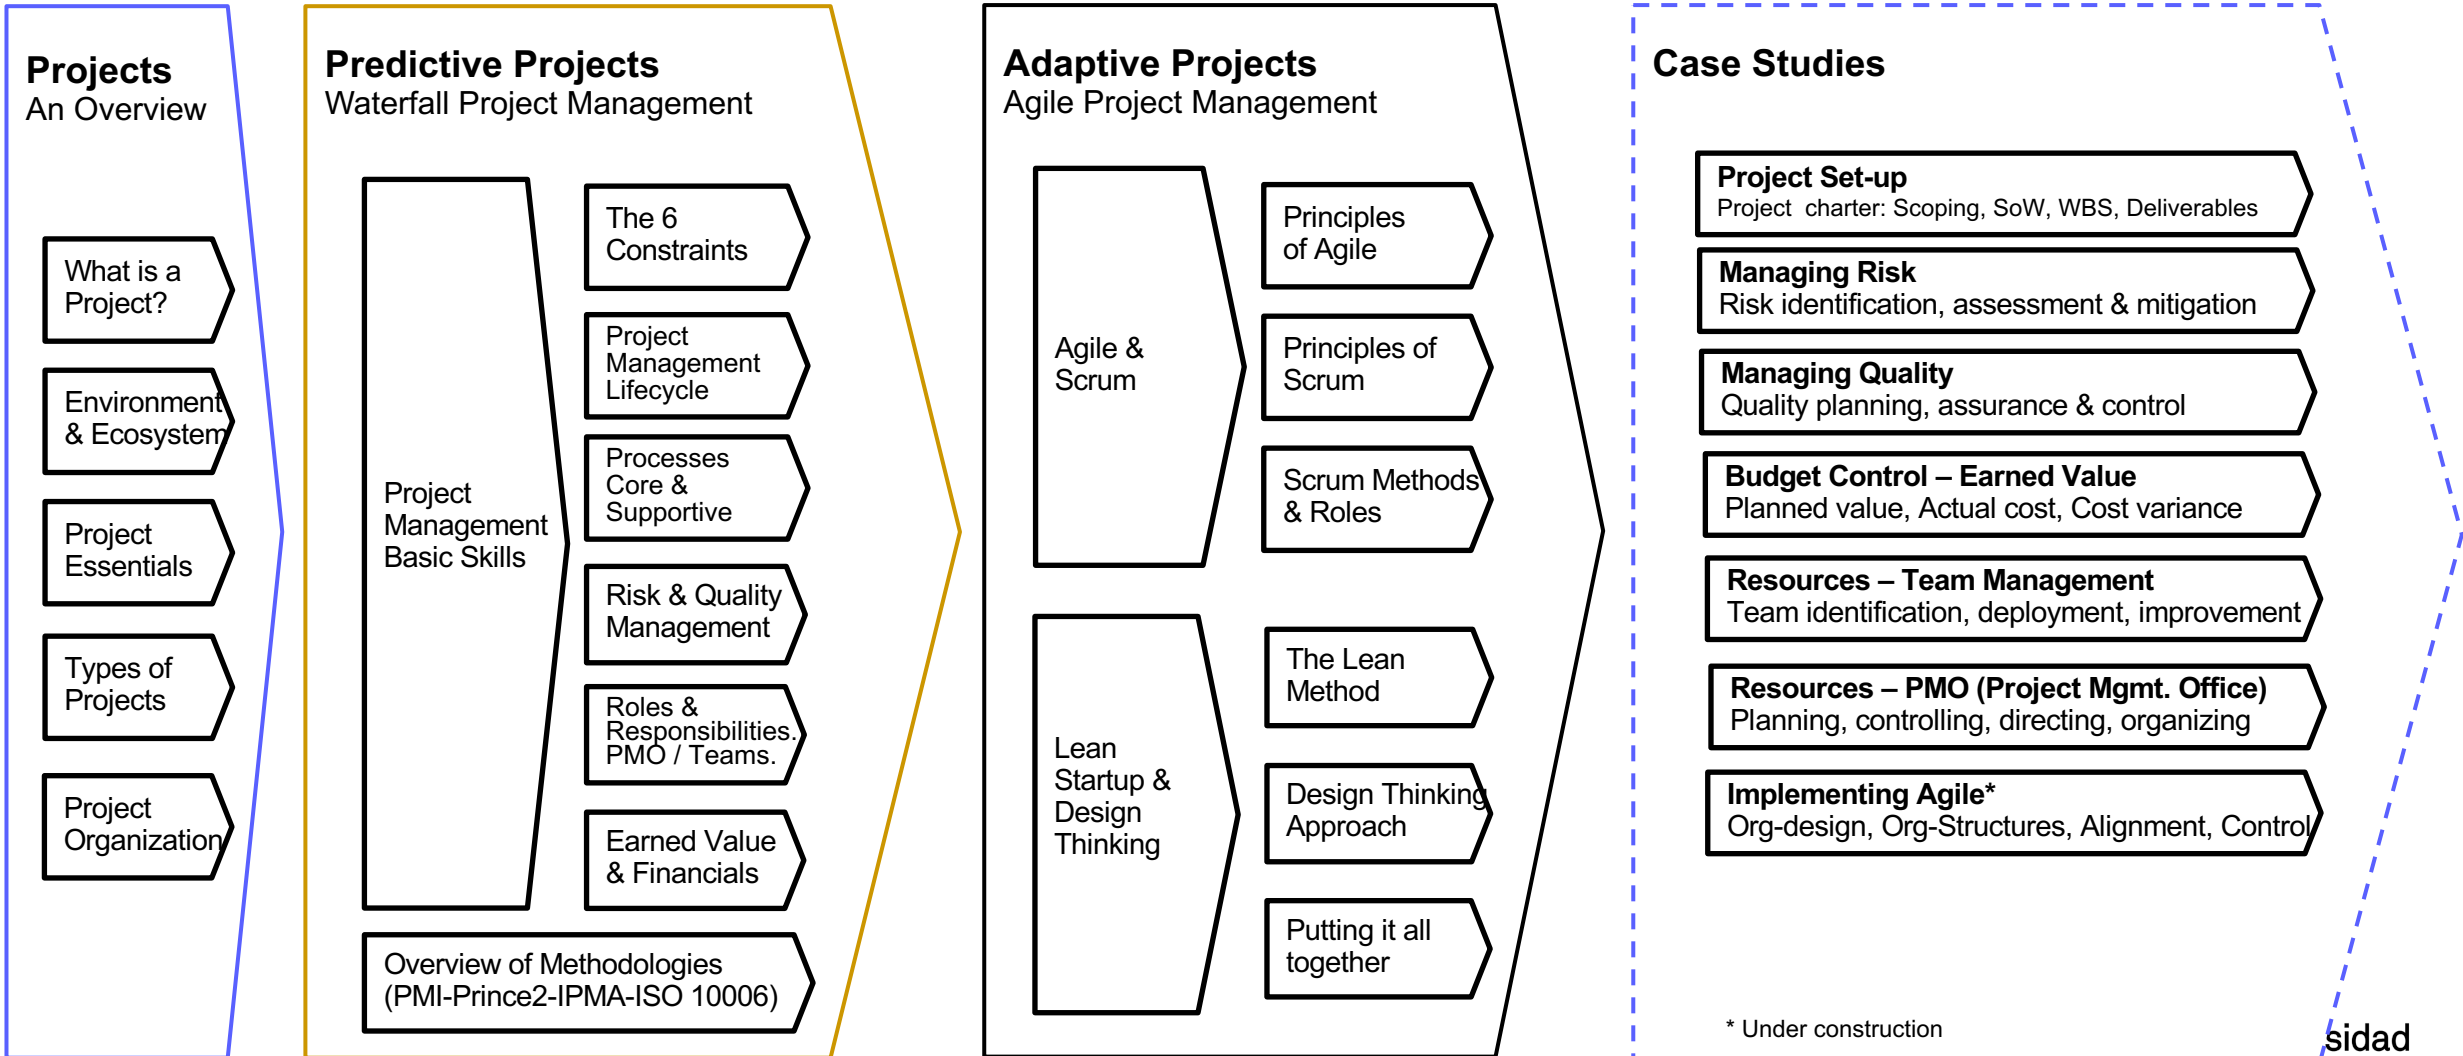 Projects
An Overview
What is a
Project?
Environment
& Ecosystem
Project
Essentials
Types of
Projects
Project
Organization
Predictive Projects
Waterfall Project Management
Project
Management
Basic Skills
The 6
Constraints
Project
Management
Lifecycle
Processes
Core &
Supportive
Risk & Quality
Management
Roles &
Responsibilities.
PMO / Teams.
Earned Value
& Financials
Overview of Methodologies
(PMI-Prince2-IPMA-ISO 10006)
Adaptive Projects
Agile Project Management
Agile &
Scrum
Principles
of Agile
Principles of
Scrum
Scrum Methods
& Roles
Lean
Startup &
Design
Thinking
The Lean
Method
Design Thinking
Approach
Putting it all
together
Case Studies
Project Set-up
Project charter: Scoping, SoW, WBS, Deliverables
Managing Risk
Risk identification, assessment & mitigation
Managing Quality
Quality planning, assurance & control
Budget Control – Earned Value
Planned value, Actual cost, Cost variance
Resources – Team Management
Team identification, deployment, improvement
Resources – PMO (Project Mgmt. Office)
Planning, controlling, directing, organizing
Implementing Agile*
Org-design, Org-Structures, Alignment, Control
* Under construction
sidad